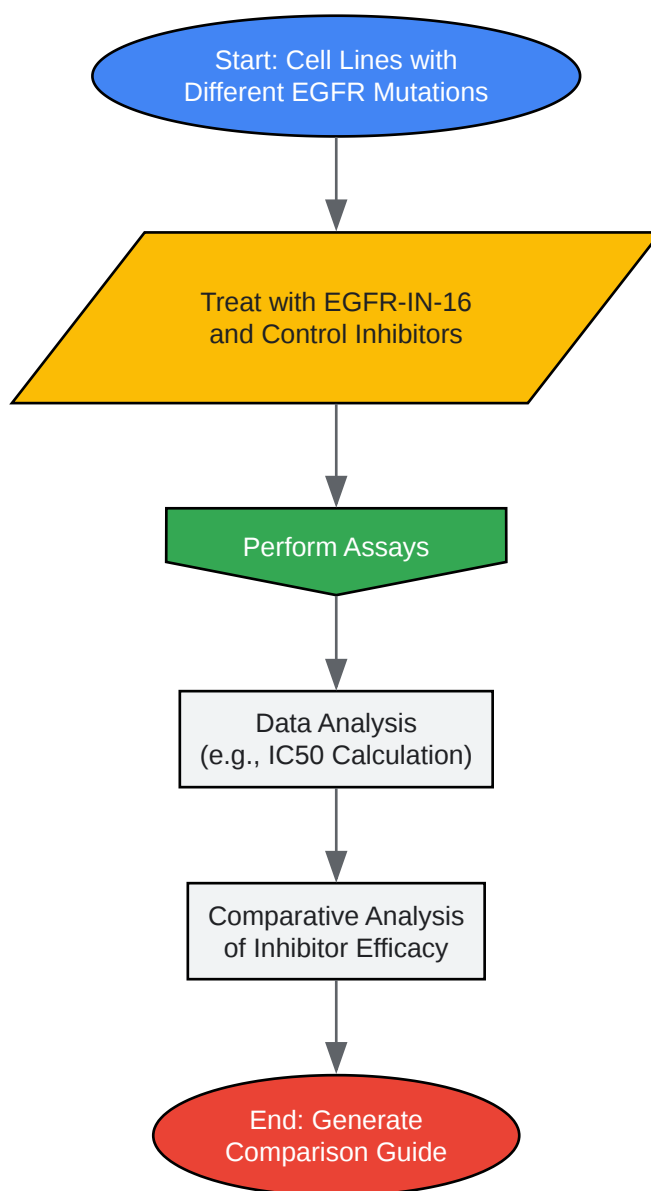 Start: Cell Lines with
Different EGFR Mutations
Treat with EGFR-IN-16
and Control Inhibitors
Perform Assays
Data Analysis
(e.g., IC50 Calculation)
Comparative Analysis
of Inhibitor Efficacy
End: Generate
Comparison Guide